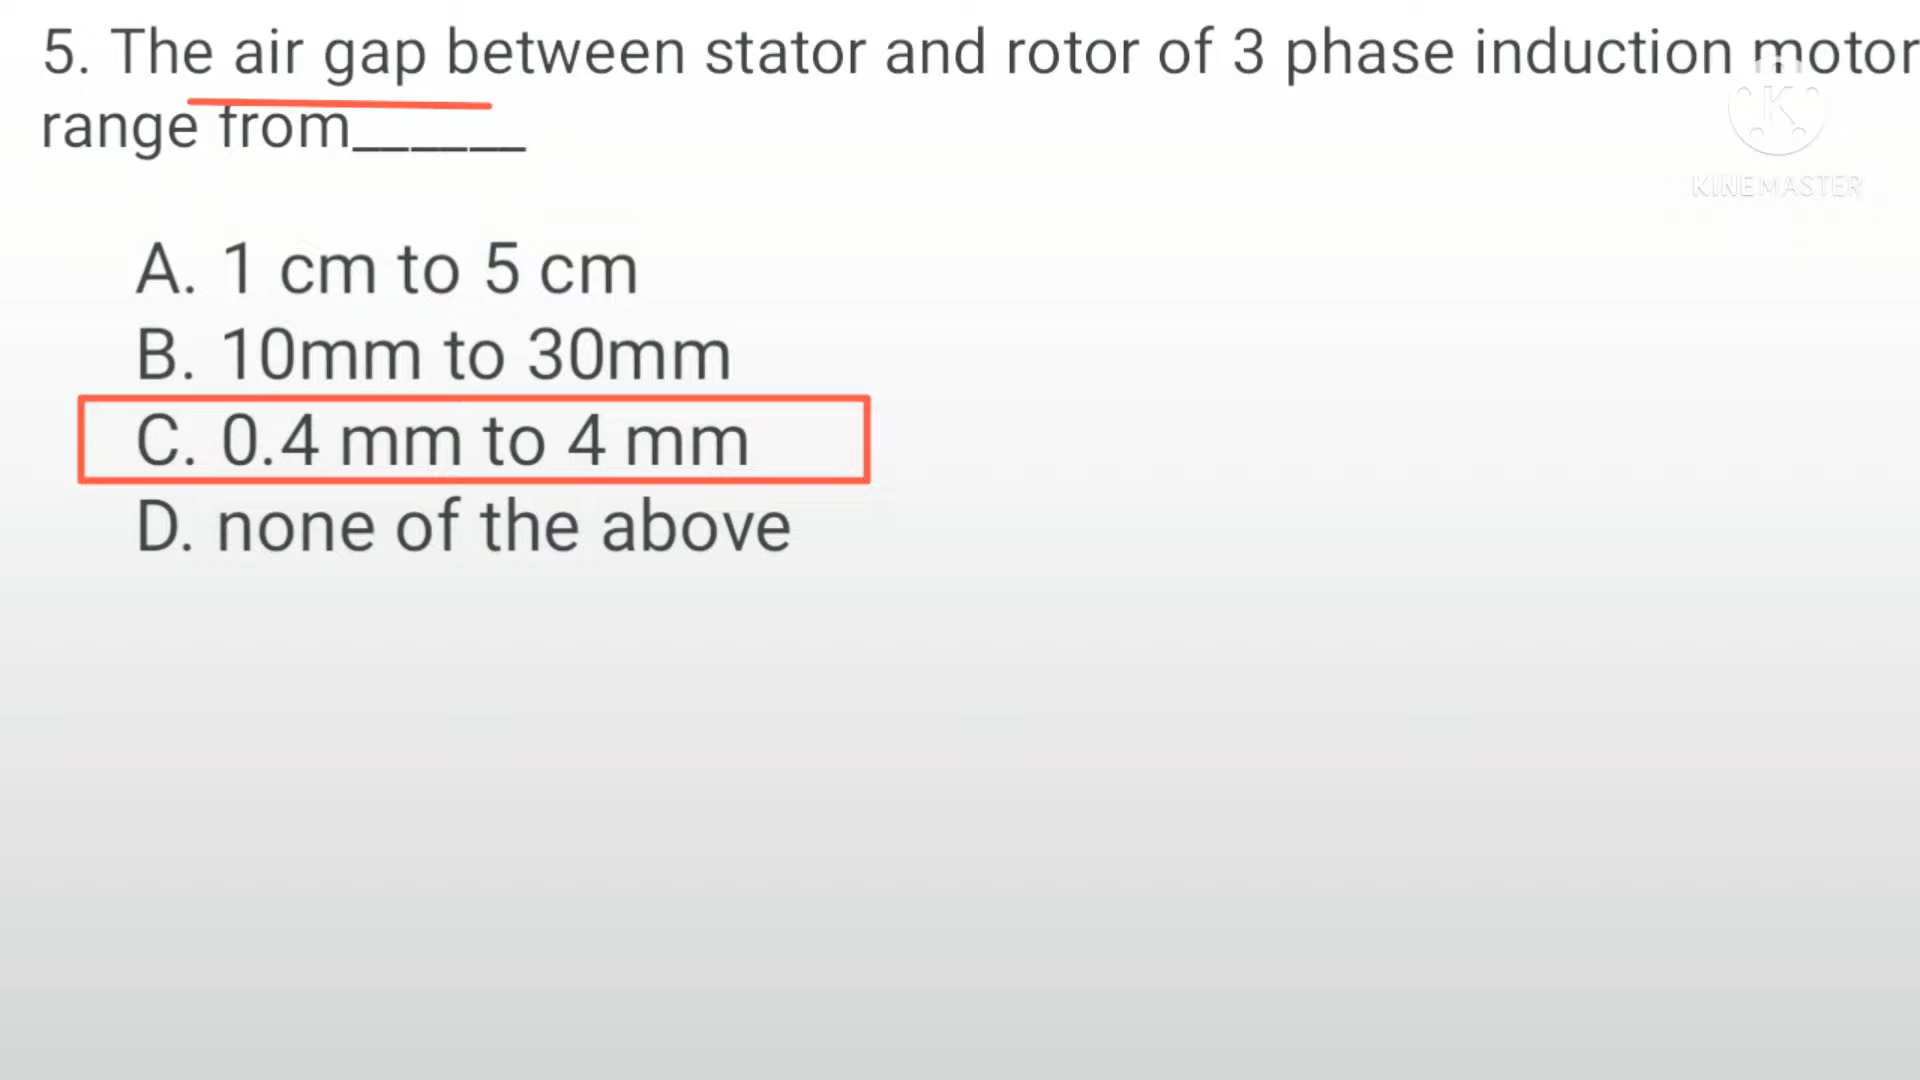 5. The air gap between stator and rotor of 3 phase induction motor
range from______
K
KINEMASTER
A. 1 cm to 5 cm
B. 10mm to 30mm
C. 0.4 mm to 4 mm
D. none of the above